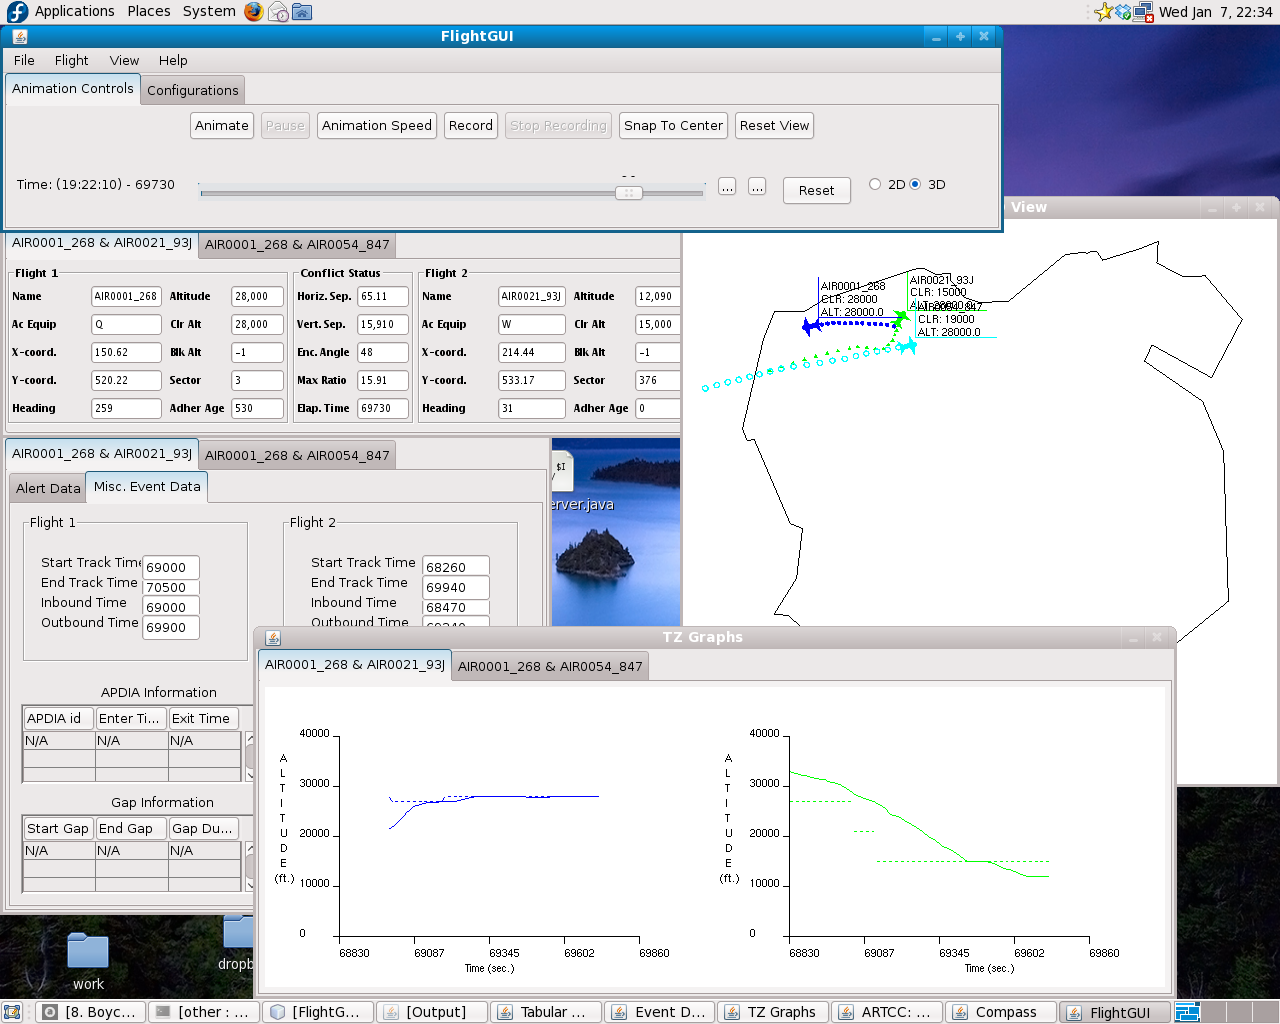 Applications Places System Wed Jan 7, 22:34
FlightGUI
File Flight View Help
Animation Controls Configurations
Animate Pause Animation Speed Record Stop Recording Snap To Center Reset View
Time: (19:22:10) - 69730 ... ... Reset 2D 3D
View
AIR0001_268 & AIR0021_93J AIR0001_268 & AIR0054_847
Flight 1 Conflict Status Flight 2
Name AIR0001_268 Altitude 28,000 Horiz. Sep. 65.11 Name AIR0021_93J Altitude 12,090
Ac Equip Q Clr Alt 28,000 Vert. Sep. 15,910 Ac Equip W Clr Alt 15,000
X-coord. 150.62 Blk Alt -1 Enc. Angle 48 X-coord. 214.44 Blk Alt -1
Y-coord. 520.22 Sector 3 Max Ratio 15.91 Y-coord. 533.17 Sector 376
Heading 259 Adher Age 530 Elap. Time 69730 Heading 31 Adher Age 0
AIR0001_268
CLR: 28000
ALT: 28000.0
AIR0021_93J
CLR: 15000
CLR: 19000
ALT: 28000.0
AIR0001_268 & AIR0021_93J AIR0001_268 & AIR0054_847
Alert Data Misc. Event Data
Flight 1 Flight 2
Start Track Time 69000 Start Track Time 68260
End Track Time 70500 End Track Time 69940
Inbound Time 69000 Inbound Time 68470
Outbound Time 69900 Outbound Time
APDIA Information
APDIA id Enter Ti... Exit Time
N/A N/A N/A
Gap Information
Start Gap End Gap Gap Du...
N/A N/A N/A
$I
/
erver.java
TZ Graphs
AIR0001_268 & AIR0021_93J AIR0001_268 & AIR0054_847
ALTITUDE (ft.)
40000
30000
20000
10000
0
68830 69087 69345 69602 69860
Time (sec.)
ALTITUDE (ft.)
40000
30000
20000
10000
0
68830 69087 69345 69602 69860
Time (sec.)
work
dropb
[8. Boyc... [other : ... [FlightG... [Output] Tabular ... Event D... TZ Graphs ARTCC: ... Compass FlightGUI